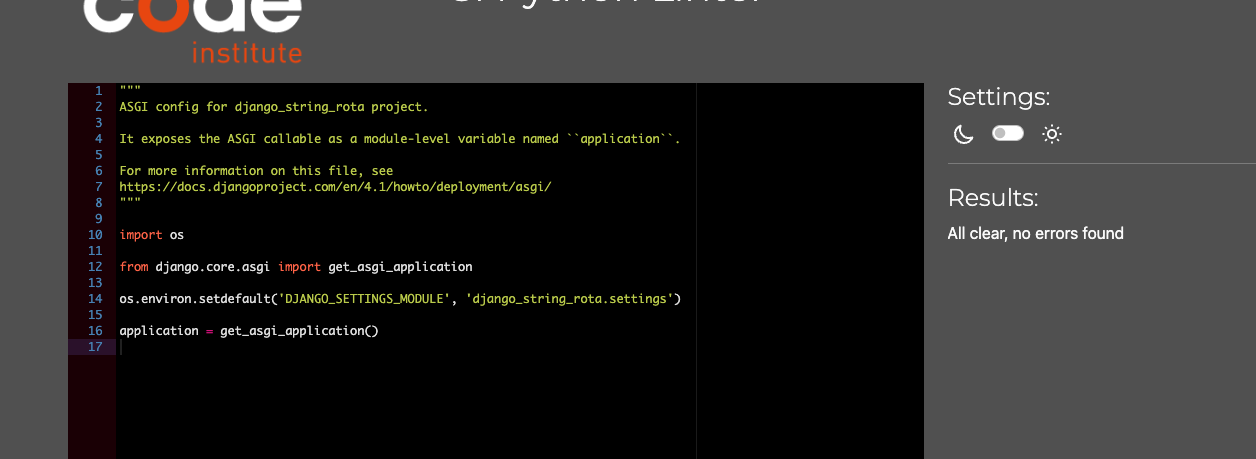 code
institute
1 """
2 ASGI config for django_string_rota project.
3
4 It exposes the ASGI callable as a module-level variable named ``application``.
5
6 For more information on this file, see
7 https://docs.djangoproject.com/en/4.1/howto/deployment/asgi/
8 """
9
10 import os
11
12 from django.core.asgi import get_asgi_application
13
14 os.environ.setdefault('DJANGO_SETTINGS_MODULE', 'django_string_rota.settings')
15
16 application = get_asgi_application()
17
Settings:
Results:
All clear, no errors found